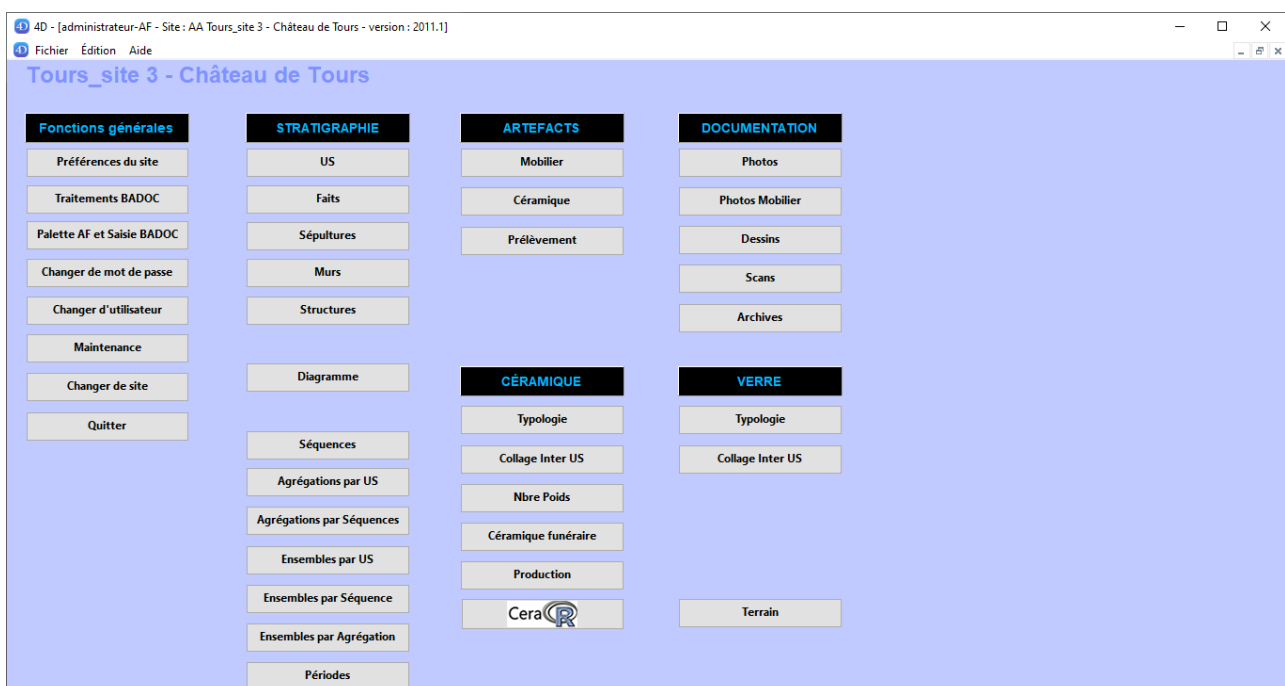 4D - [administrateur-AF - Site : AA Tours_site 3 - Château de Tours - version : 2011.1]
Fichier Édition Aide
Tours_site 3 - Château de Tours
Fonctions générales
Préférences du site
Traitements BADOC
Palette AF et Saisie BADOC
Changer de mot de passe
Changer d'utilisateur
Maintenance
Changer de site
Quitter
STRATIGRAPHIE
US
Faits
Sépultures
Murs
Structures
Diagramme
Séquences
Agrégations par US
Agrégations par Séquences
Ensembles par US
Ensembles par Séquence
Ensembles par Agrégation
Périodes
ARTEFACTS
Mobilier
Céramique
Prélèvement
CÉRAMIQUE
Typologie
Collage Inter US
Nbre Poids
Céramique funéraire
Production
CeraR
DOCUMENTATION
Photos
Photos Mobilier
Dessins
Scans
Archives
VERRE
Typologie
Collage Inter US
Terrain